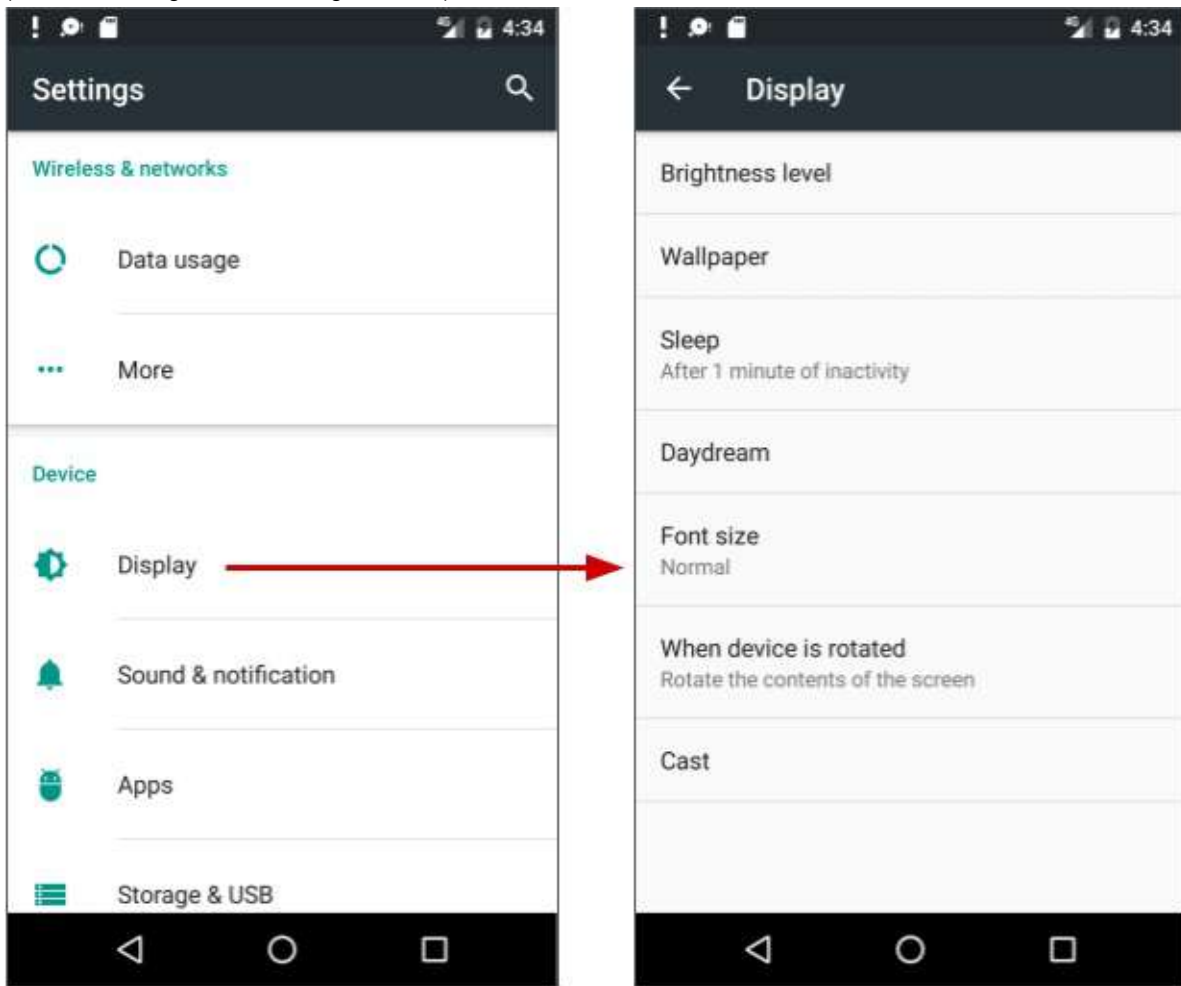 4G 4:34
Settings
Wireless & networks
Data usage
More
Device
Display
Sound & notification
Apps
Storage & USB
4G 4:34
Display
Brightness level
Wallpaper
Sleep
After 1 minute of inactivity
Daydream
Font size
Normal
When device is rotated
Rotate the contents of the screen
Cast